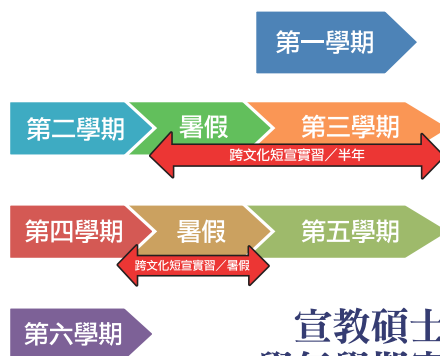 第一學期
第二學期 暑假 第三學期
跨文化短宣實習／半年
第四學期 暑假 第五學期
跨文化短宣實習／暑假
第六學期
宣教碩士